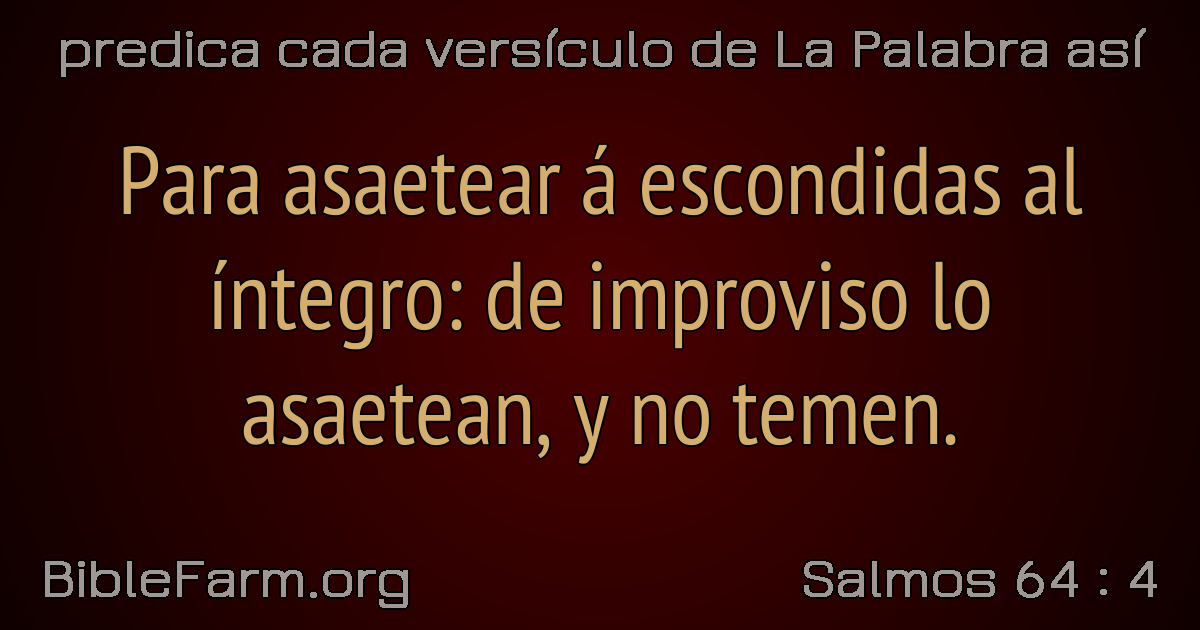 predica cada versículo de La Palabra así
Para asaetear á escondidas al
íntegro: de improviso lo
asaetean, y no temen.
BibleFarm.org
Salmos 64 : 4